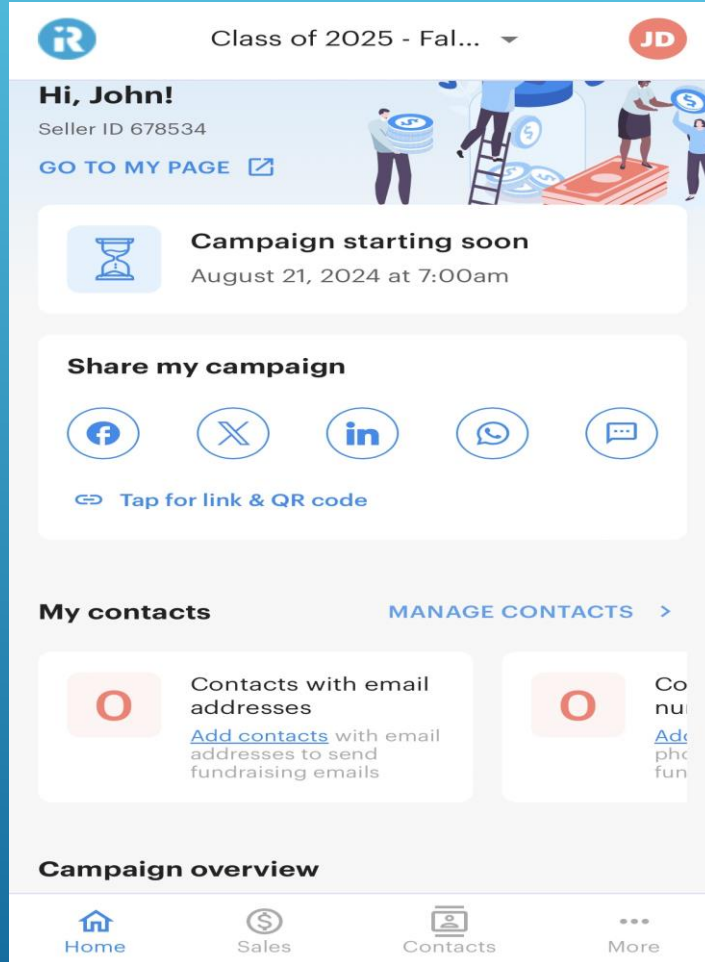 iR
Class of 2025 - Fal...
JD
Hi, John!
Seller ID 678534
GO TO MY PAGE
Campaign starting soon
August 21, 2024 at 7:00am
Share my campaign
Tap for link & QR code
My contacts
MANAGE CONTACTS >
0
Contacts with email
addresses
Add contacts with email
addresses to send
fundraising emails
0
Campaign overview
Home
Sales
Contacts
More